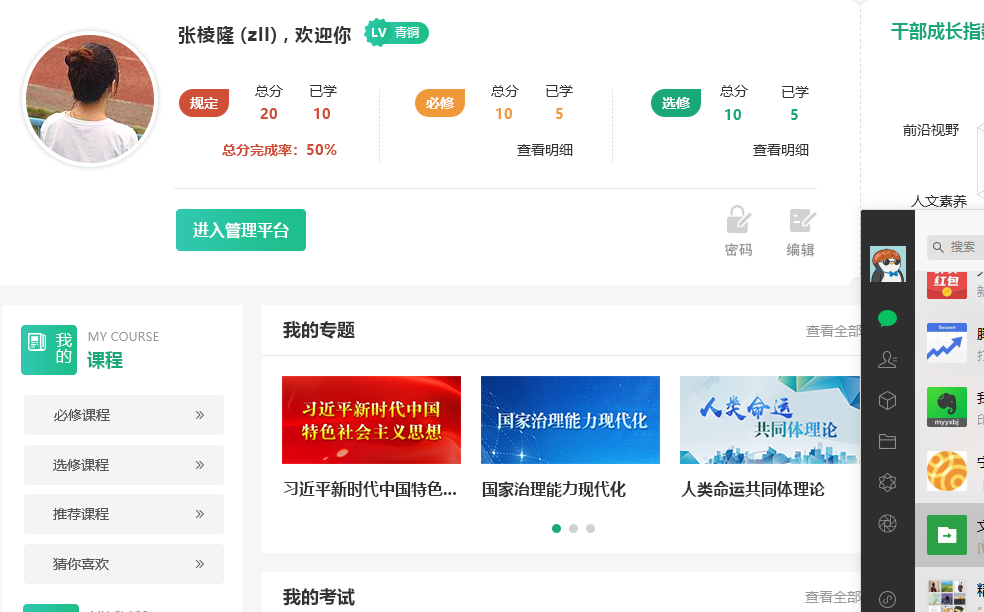 张棱隆 (zll)，欢迎你
LV 青铜
规定
总分
20
已学
10
总分完成率：50%
必修
总分
10
已学
5
查看明细
选修
总分
10
已学
5
查看明细
进入管理平台
密码
编辑
干部成长指
前沿视野
人文素养
搜索
红包
Tencent
myyxbj
我的
MY COURSE
课程
必修课程 »
选修课程 »
推荐课程 »
猜你喜欢 »
我的专题
查看全部
习近平新时代中国
特色社会主义思想
国家治理能力现代化
人类命运
共同体理论
习近平新时代中国特色...
国家治理能力现代化
人类命运共同体理论
我的考试
查看全部